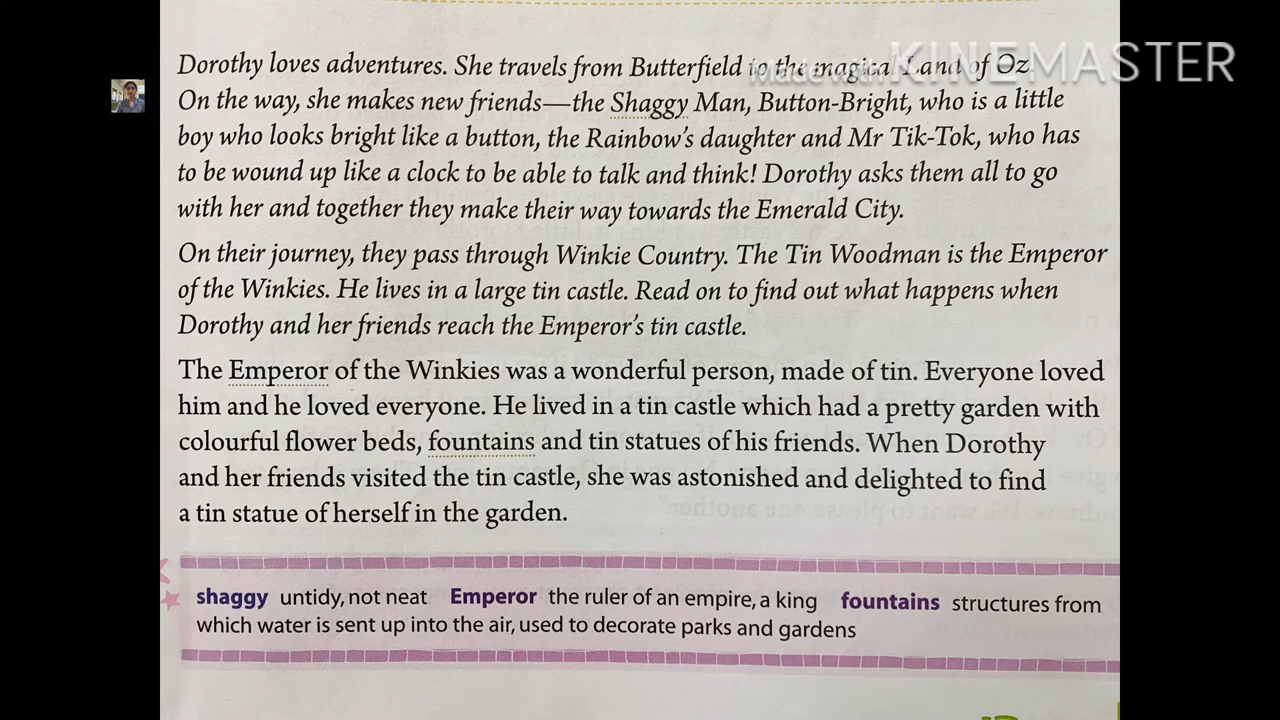 Made with KINEMASTER
Dorothy loves adventures. She travels from Butterfield to the magical Land of Oz.
On the way, she makes new friends—the Shaggy Man, Button-Bright, who is a little
boy who looks bright like a button, the Rainbow's daughter and Mr Tik-Tok, who has
to be wound up like a clock to be able to talk and think! Dorothy asks them all to go
with her and together they make their way towards the Emerald City.
On their journey, they pass through Winkie Country. The Tin Woodman is the Emperor
of the Winkies. He lives in a large tin castle. Read on to find out what happens when
Dorothy and her friends reach the Emperor's tin castle.
The Emperor of the Winkies was a wonderful person, made of tin. Everyone loved
him and he loved everyone. He lived in a tin castle which had a pretty garden with
colourful flower beds, fountains and tin statues of his friends. When Dorothy
and her friends visited the tin castle, she was astonished and delighted to find
a tin statue of herself in the garden.
shaggy untidy, not neat Emperor the ruler of an empire, a king fountains structures from
which water is sent up into the air, used to decorate parks and gardens